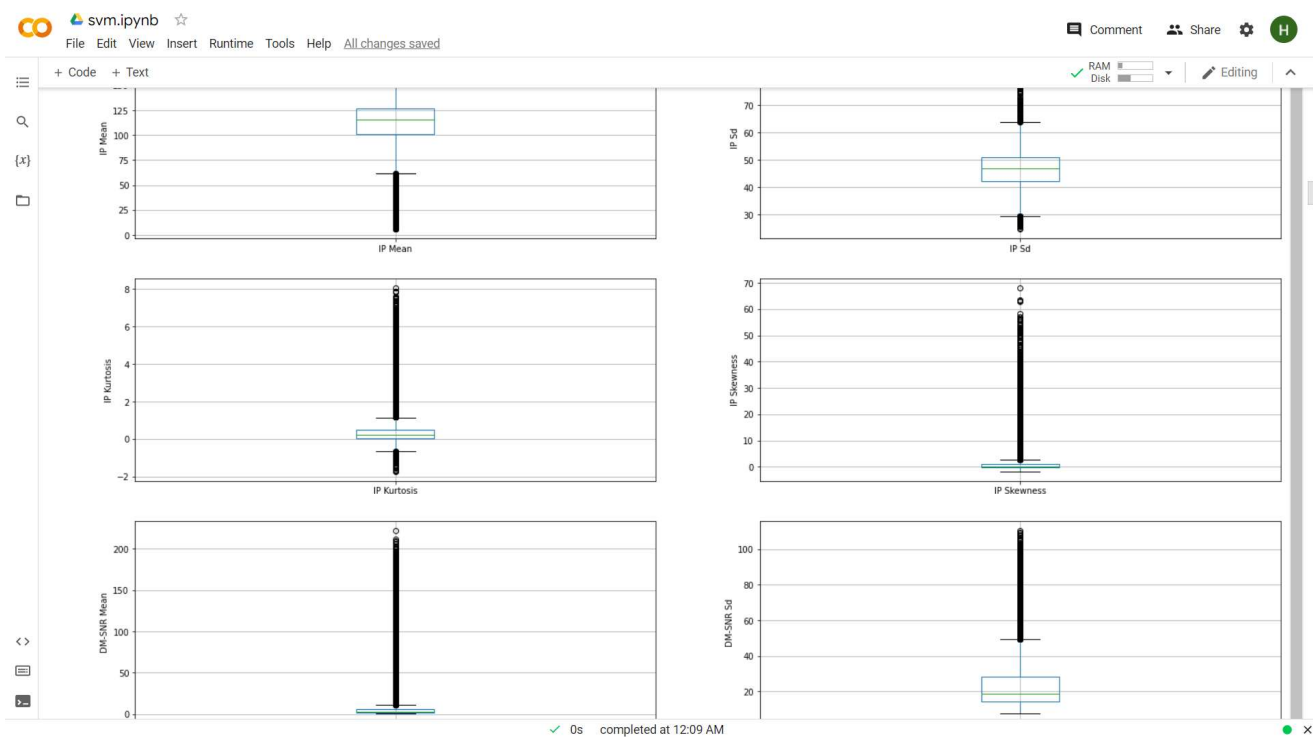 svm.ipynb
Comment
Share
H
File Edit View Insert Runtime Tools Help All changes saved
+ Code + Text
RAM
Disk
Editing
{x}
125
100
75
50
25
0
IP Mean
IP Mean
70
60
50
40
30
IP Sd
IP Sd
8
6
4
2
0
−2
IP Kurtosis
IP Kurtosis
70
60
50
40
30
20
10
0
IP Skewness
IP Skewness
200
150
100
50
0
DM-SNR Mean
100
80
60
40
20
DM-SNR Sd
0s completed at 12:09 AM